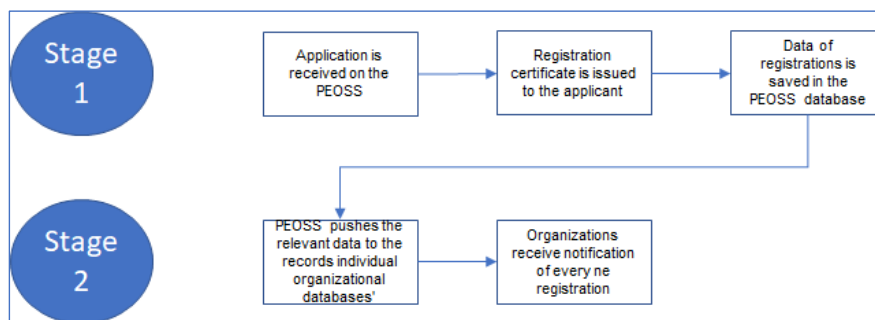 Stage
1
Application is
received on the
PEOSS
Registration
certificate is issued
to the applicant
Data of
registrations is
saved in the
PEOSS database
Stage
2
PEOSS pushes the
relevant data to the
records individual
organizational
databases'
Organizations
receive notification
of every ne
registration